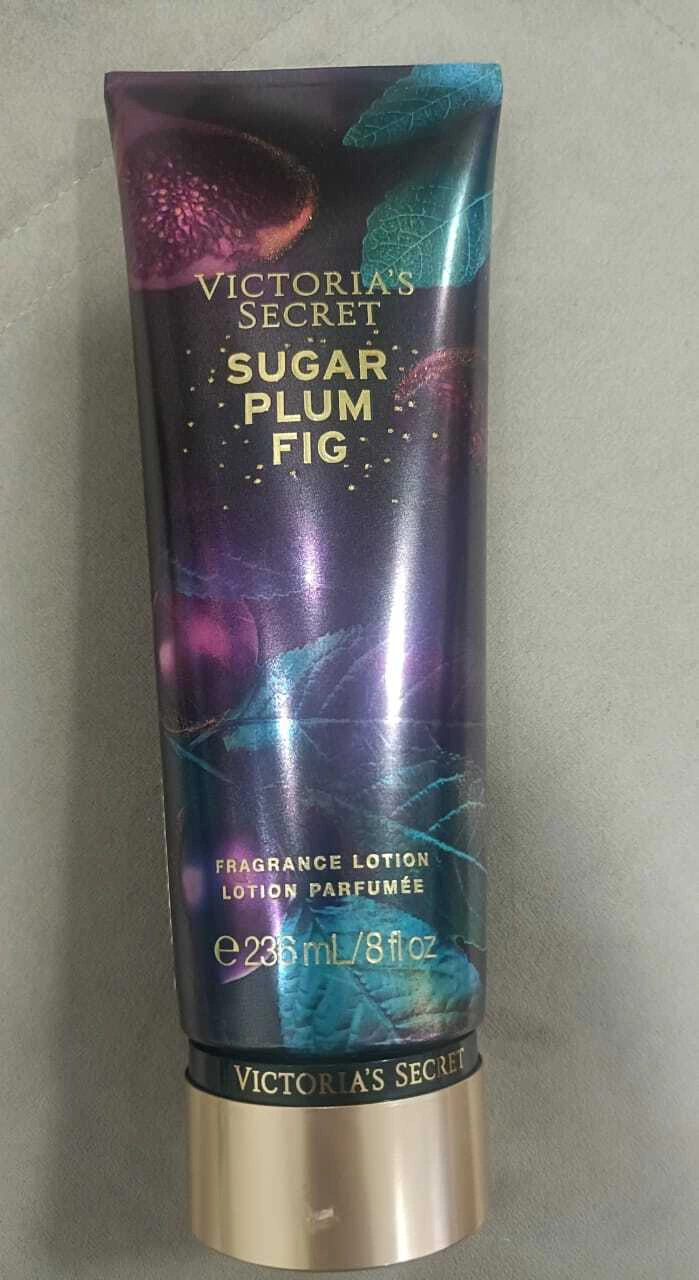 VICTORIA'S
SECRET
SUGAR
PLUM
FIG
FRAGRANCE LOTION
LOTION PARFUMÉE
℮ 236 mL/8 fl oz
VICTORIA'S SECRET